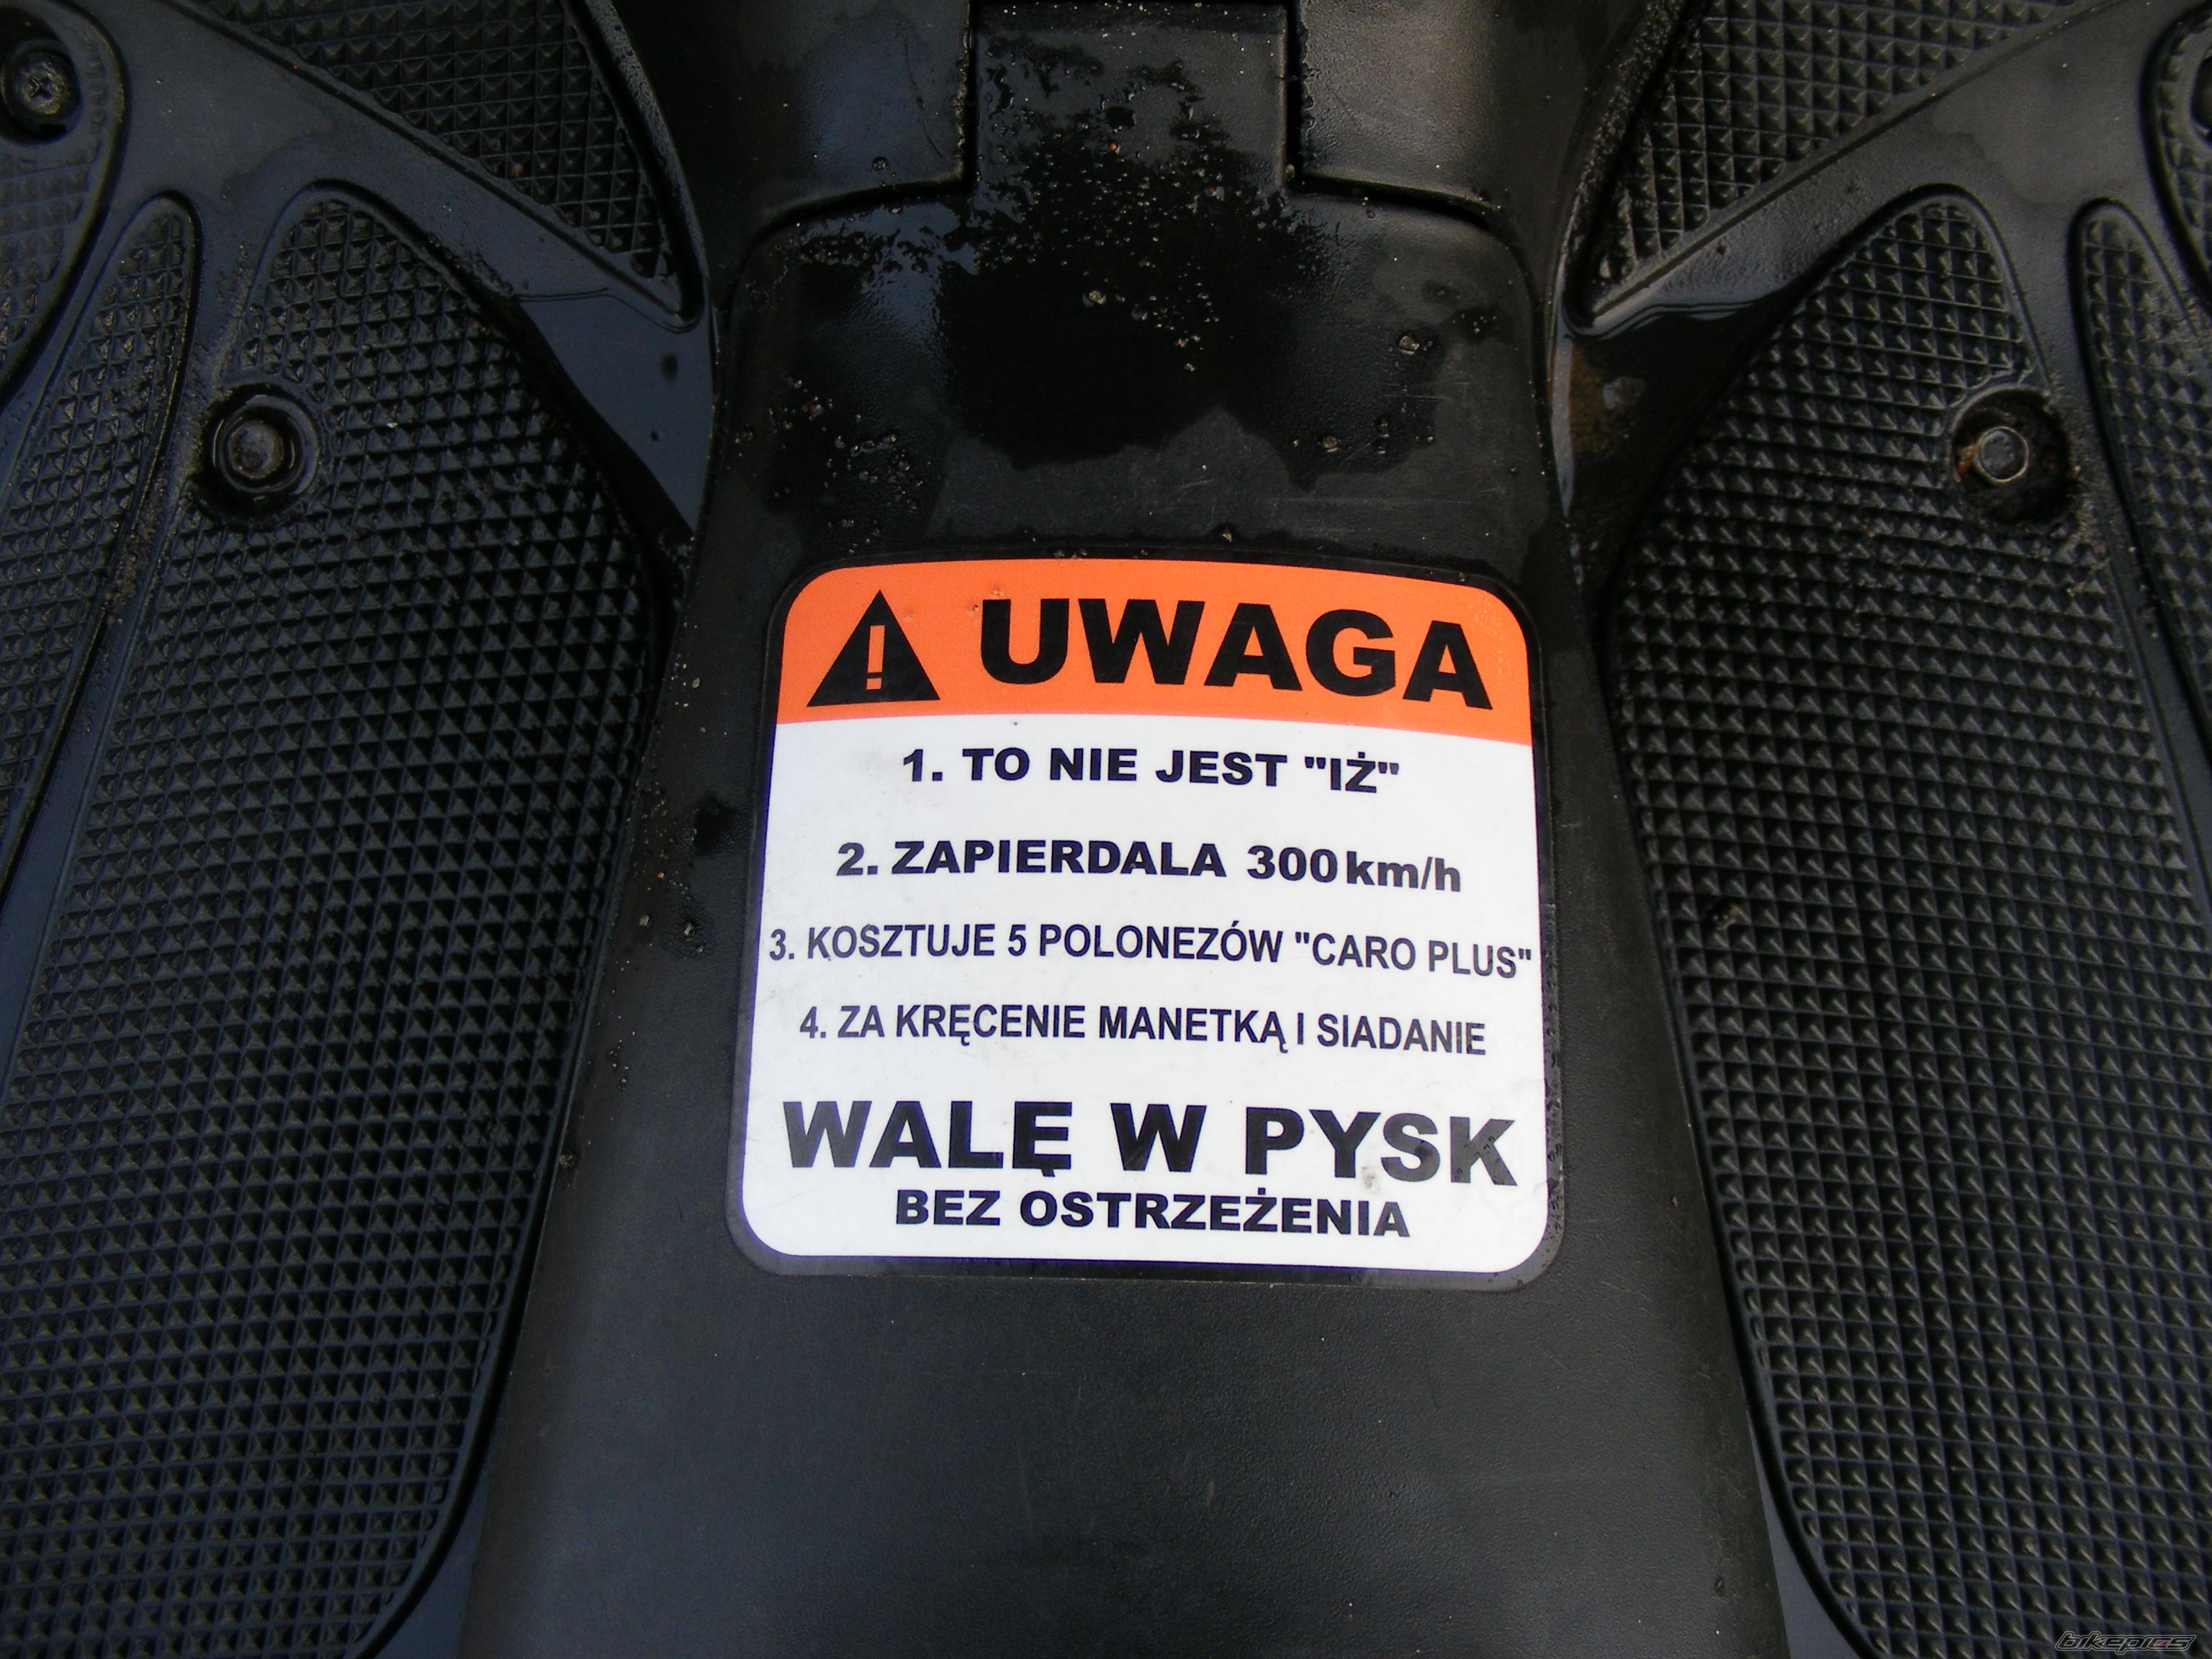 UWAGA
1. TO NIE JEST "IŻ"
2. ZAPIERDALA 300 km/h
3. KOSZTUJE 5 POLONEZÓW "CARO PLUS"
4. ZA KRĘCENIE MANETKĄ I SIADANIE
WALĘ W PYSK
BEZ OSTRZEŻENIA
bikepics